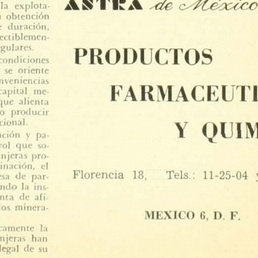 la explota-
obtención
e duración,
ectiblemen-
gulares.
condiciones
se oriente
nveniencias
capital me-
que alienta
o producir
cional.
ción y pa-
rol que so-
njeras pro-
inación, el
esa de par-
ndo la ins-
nta de afi-
los minera-
camente la
njeras han
legal de su
ASTRA de México
PRODUCTOS
FARMACEUTI
Y QUIM
Florencia 18, Tels.: 11-25-04 y
MEXICO 6, D. F.